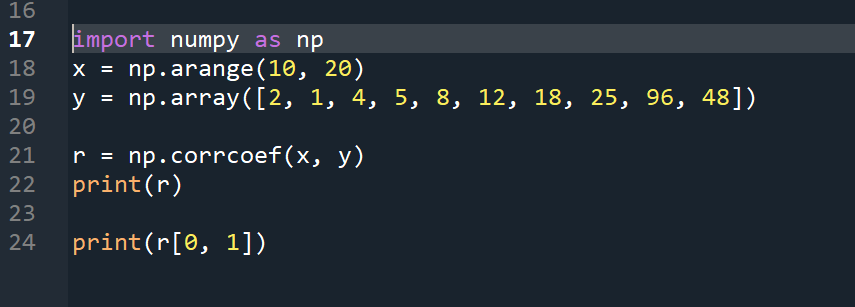 16
17 import numpy as np
18 x = np.arange(10, 20)
19 y = np.array([2, 1, 4, 5, 8, 12, 18, 25, 96, 48])
20
21 r = np.corrcoef(x, y)
22 print(r)
23
24 print(r[0, 1])